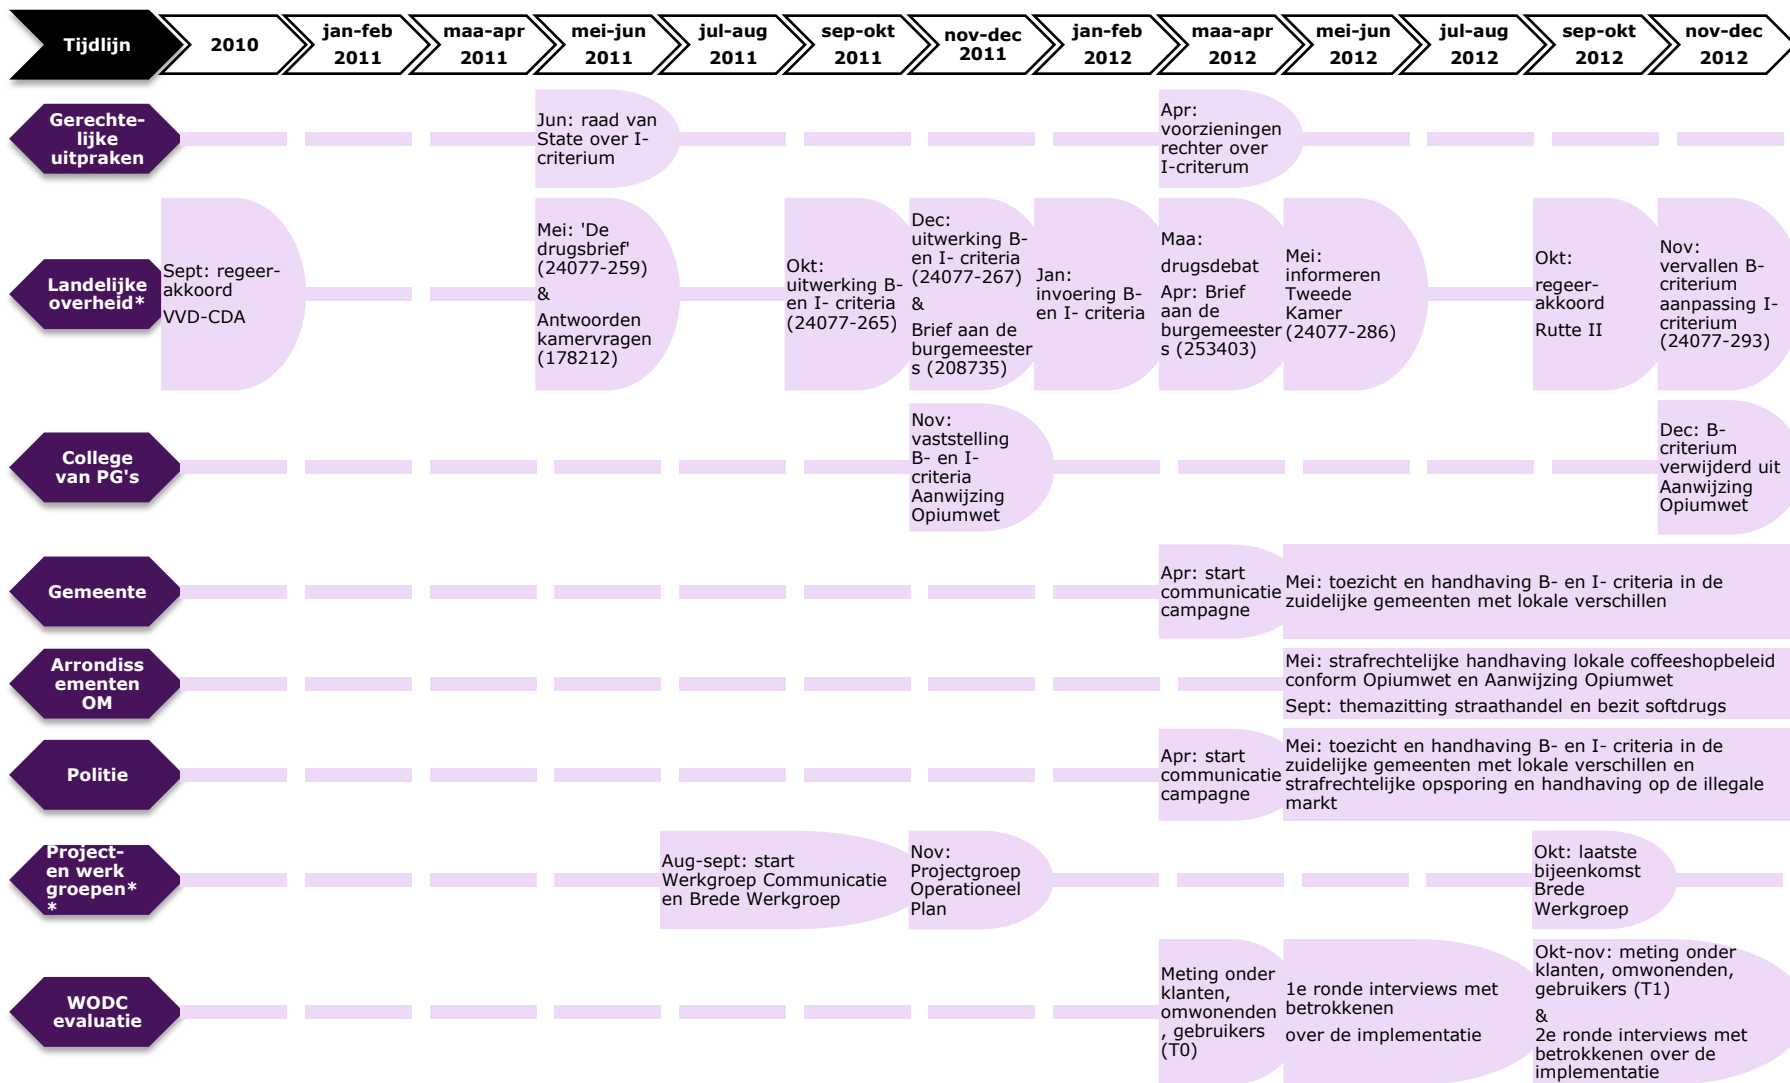 Tijdlijn
2010
jan-feb
2011
maa-apr
2011
mei-jun
2011
jul-aug
2011
sep-okt
2011
nov-dec
2011
jan-feb
2012
maa-apr
2012
mei-jun
2012
jul-aug
2012
sep-okt
2012
nov-dec
2012
Gerechte-
lijke
uitpraken
Jun: raad van
State over I-
criterium
Apr:
voorzieningen
rechter over
I-criterum
Landelijke
overheid*
Sept: regeer-
akkoord
VVD-CDA
Mei: 'De
drugsbrief'
(24077-259)
&
Antwoorden
kamervragen
(178212)
Okt:
uitwerking B-
en I- criteria
(24077-265)
Dec:
uitwerking B-
en I- criteria
(24077-267)
&
Brief aan de
burgemeester
s (208735)
Jan:
invoering B-
en I- criteria
Maa:
drugsdebat
Apr: Brief
aan de
burgemeester
s (253403)
Mei:
informeren
Tweede
Kamer
(24077-286)
Okt:
regeer-
akkoord
Rutte II
Nov:
vervallen B-
criterium
aanpassing I-
criterium
(24077-293)
College
van PG's
Nov:
vaststelling
B- en I-
criteria
Aanwijzing
Opiumwet
Dec: B-
criterium
verwijderd uit
Aanwijzing
Opiumwet
Gemeente
Apr: start
communicatie
campagne
Mei: toezicht en handhaving B- en I- criteria in de
zuidelijke gemeenten met lokale verschillen
Arrondiss
ementen
OM
Mei: strafrechtelijke handhaving lokale coffeeshopbeleid
conform Opiumwet en Aanwijzing Opiumwet
Sept: themazitting straathandel en bezit softdrugs
Politie
Apr: start
communicatie
campagne
Mei: toezicht en handhaving B- en I- criteria in de
zuidelijke gemeenten met lokale verschillen en
strafrechtelijke opsporing en handhaving op de illegale
markt
Project-
en werk
groepen*
*
Aug-sept: start
Werkgroep Communicatie
en Brede Werkgroep
Nov:
Projectgroep
Operationeel
Plan
Okt: laatste
bijeenkomst
Brede
Werkgroep
WODC
evaluatie
Meting onder
klanten,
omwonenden
, gebruikers
(T0)
1e ronde interviews met
betrokkenen
over de implementatie
Okt-nov: meting onder
klanten, omwonenden,
gebruikers (T1)
&
2e ronde interviews met
betrokkenen over de
implementatie